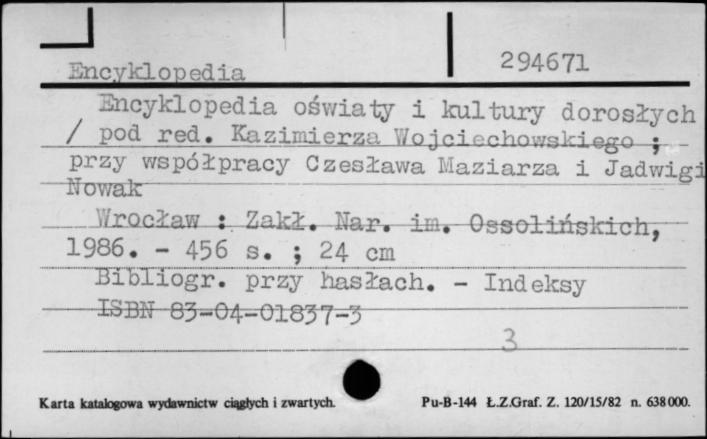 Encyklopedia 294671
Encyklopedia oświaty i kultury dorosłych
/ pod red. Kazimierza Wojciechowskiego ;
przy współpracy Czesława Maziarza i Jadwigi
Nowak
Wrocław : Zakł. Nar. im. Ossolińskich,
1986. - 456 s. ; 24 cm
Bibliogr. przy hasłach. - Indeksy
ISBN 83-04-01837-3
3
Karta katalogowa wydawnictw ciągłych i zwartych. Pu-B-144 Ł.Z.Graf. Z. 120/15/82 n. 638000.